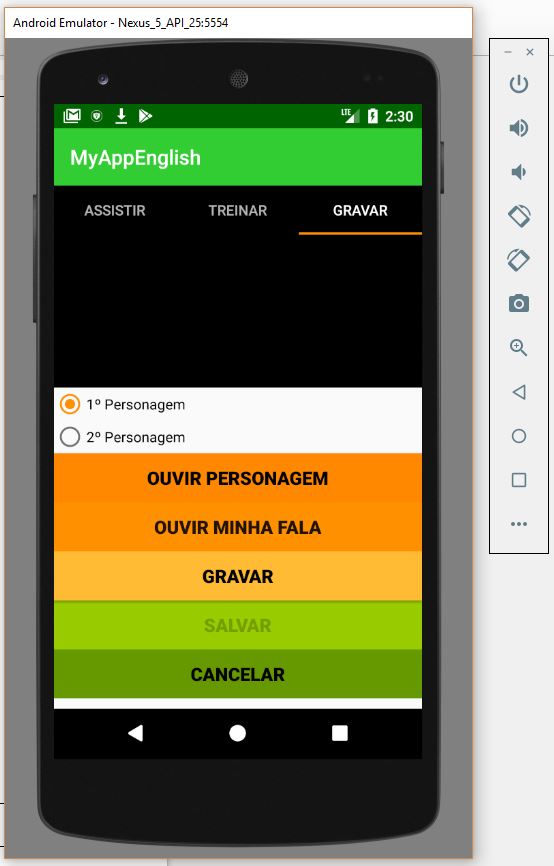 Android Emulator - Nexus_5_API_25:5554
LTE 2:30
MyAppEnglish
ASSISTIR TREINAR GRAVAR
1º Personagem
2º Personagem
OUVIR PERSONAGEM
OUVIR MINHA FALA
GRAVAR
SALVAR
CANCELAR